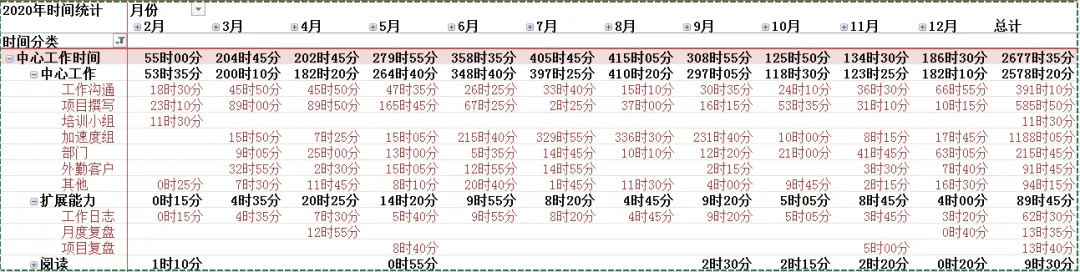 2020年时间统计 月份
2月 3月 4月 5月 6月 7月 8月 9月 10月 11月 12月 总计
时间分类
中心工作时间 55时00分 204时45分 202时45分 279时55分 358时35分 405时45分 415时05分 308时55分 125时50分 134时30分 186时30分 2677时35分
中心工作 53时35分 200时10分 182时20分 264时40分 348时40分 397时25分 410时20分 297时05分 118时30分 123时25分 182时10分 2578时20分
工作沟通 18时30分 45时50分 45时50分 47时35分 26时25分 33时40分 15时10分 30时35分 24时10分 36时30分 66时55分 391时10分
项目撰写 23时10分 89时00分 89时50分 165时45分 67时25分 2时25分 37时00分 16时15分 53时35分 31时10分 10时15分 585时50分
培训小组 11时30分 11时30分
加速度组 15时50分 7时25分 15时05分 215时40分 329时55分 336时30分 231时40分 10时00分 8时15分 17时45分 1188时05分
部门 9时05分 25时00分 13时00分 5时35分 14时45分 10时10分 12时20分 21时00分 41时45分 63时05分 215时45分
外勤客户 32时55分 2时30分 15时05分 12时55分 14时55分 2时15分 3时30分 7时40分 91时45分
其他 0时25分 7时30分 11时45分 8时10分 20时40分 1时45分 11时30分 4时00分 9时45分 2时15分 16时30分 94时15分
扩展能力 0时15分 4时35分 20时25分 14时20分 9时55分 8时20分 4时45分 9时20分 5时05分 8时45分 4时00分 89时45分
工作日志 0时15分 4时35分 7时30分 5时40分 9时55分 8时20分 4时45分 9时20分 5时05分 3时45分 3时20分 62时30分
月度复盘 12时55分 0时40分 13时35分
项目复盘 8时40分 5时00分 13时40分
阅读 1时10分 0时55分 2时30分 2时15分 2时20分 0时20分 9时30分